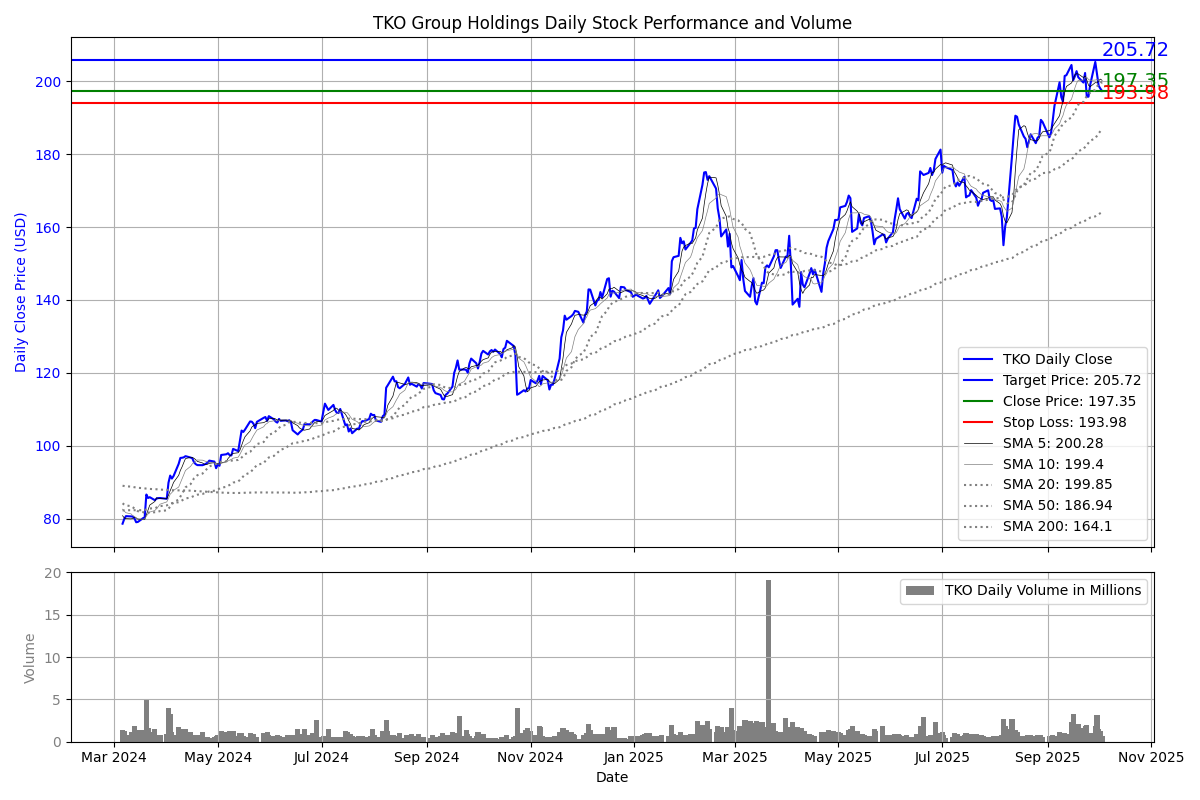 TKO Group Holdings Daily Stock Performance and Volume
Daily Close Price (USD)
200
180
160
140
120
100
80
205.72
197.35
193.98
TKO Daily Close
Target Price: 205.72
Close Price: 197.35
Stop Loss: 193.98
SMA 5: 200.28
SMA 10: 199.4
SMA 20: 199.85
SMA 50: 186.94
SMA 200: 164.1
Volume
20
15
10
5
0
TKO Daily Volume in Millions
Mar 2024
May 2024
Jul 2024
Sep 2024
Nov 2024
Jan 2025
Mar 2025
May 2025
Jul 2025
Sep 2025
Nov 2025
Date